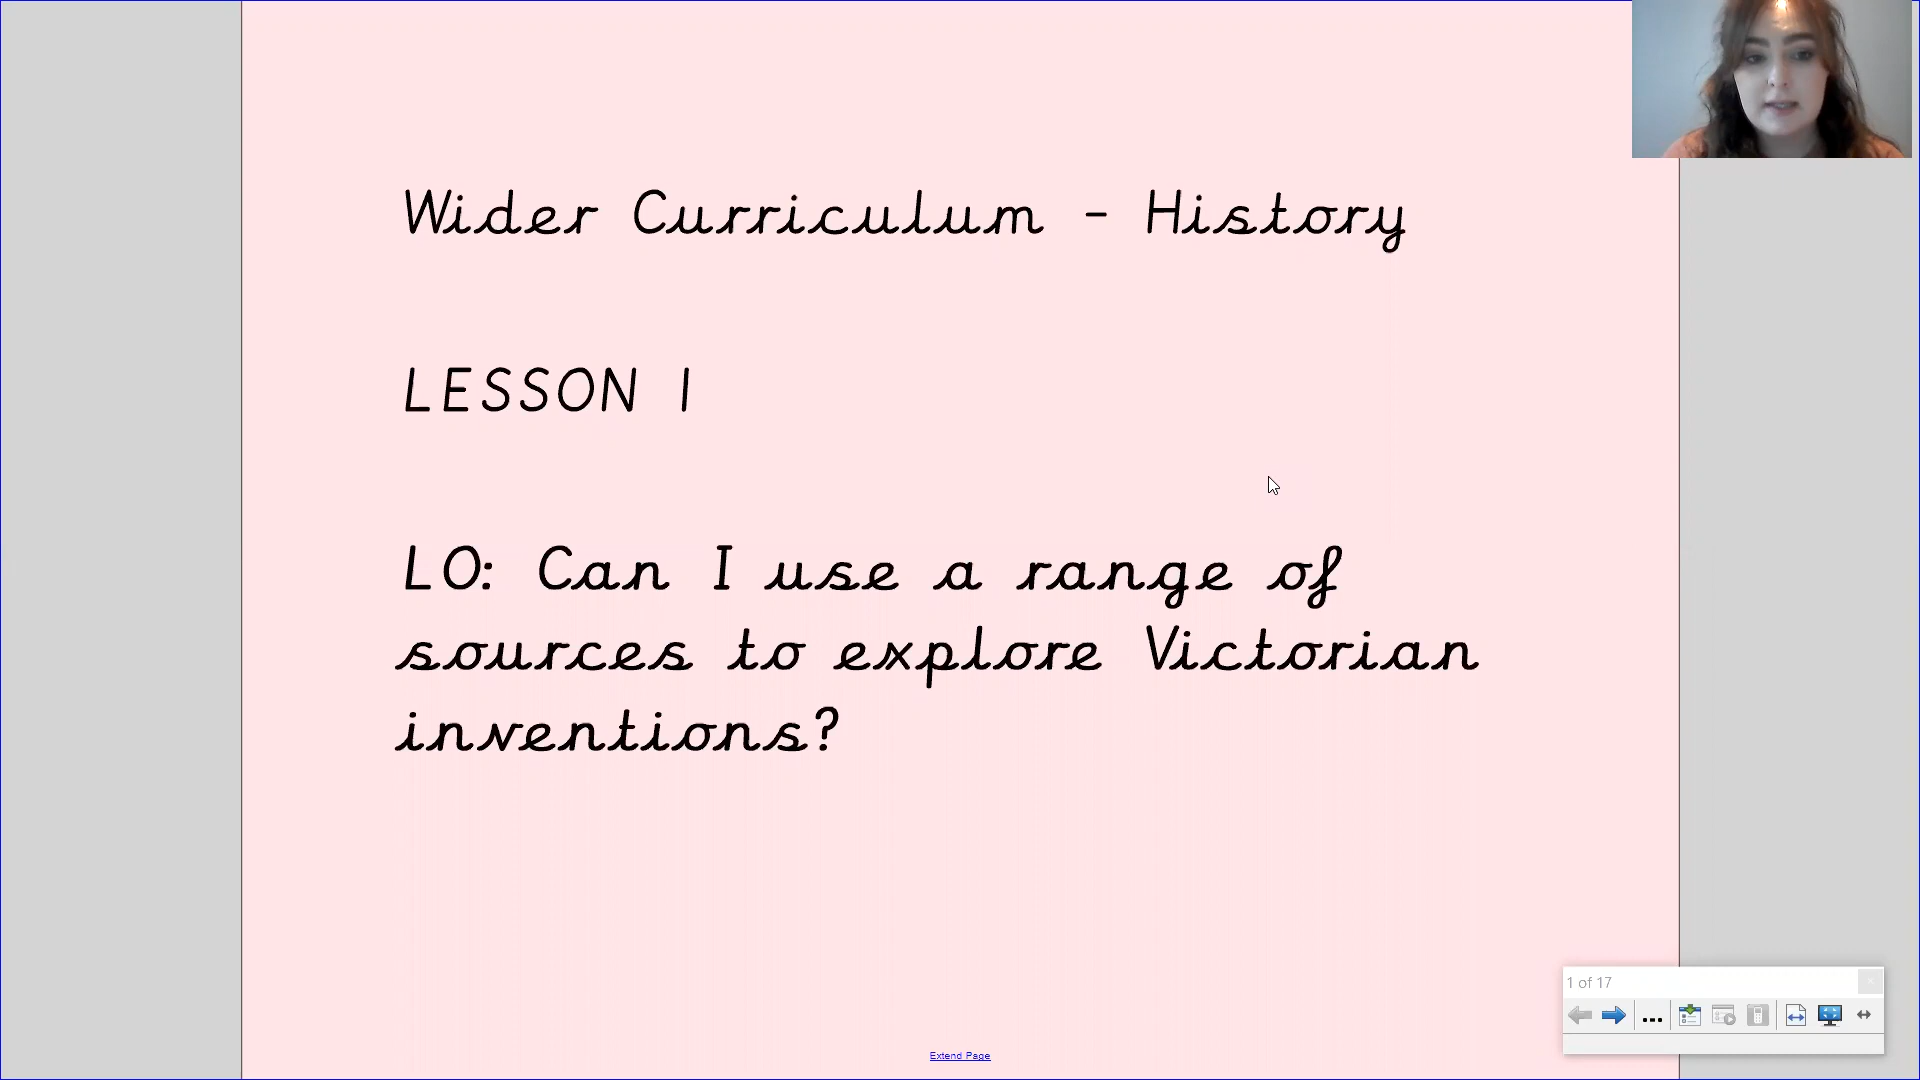 Wider Curriculum - History
LESSON 1
LO: Can I use a range of
sources to explore Victorian
inventions?
1 of 17
...
Extend Page